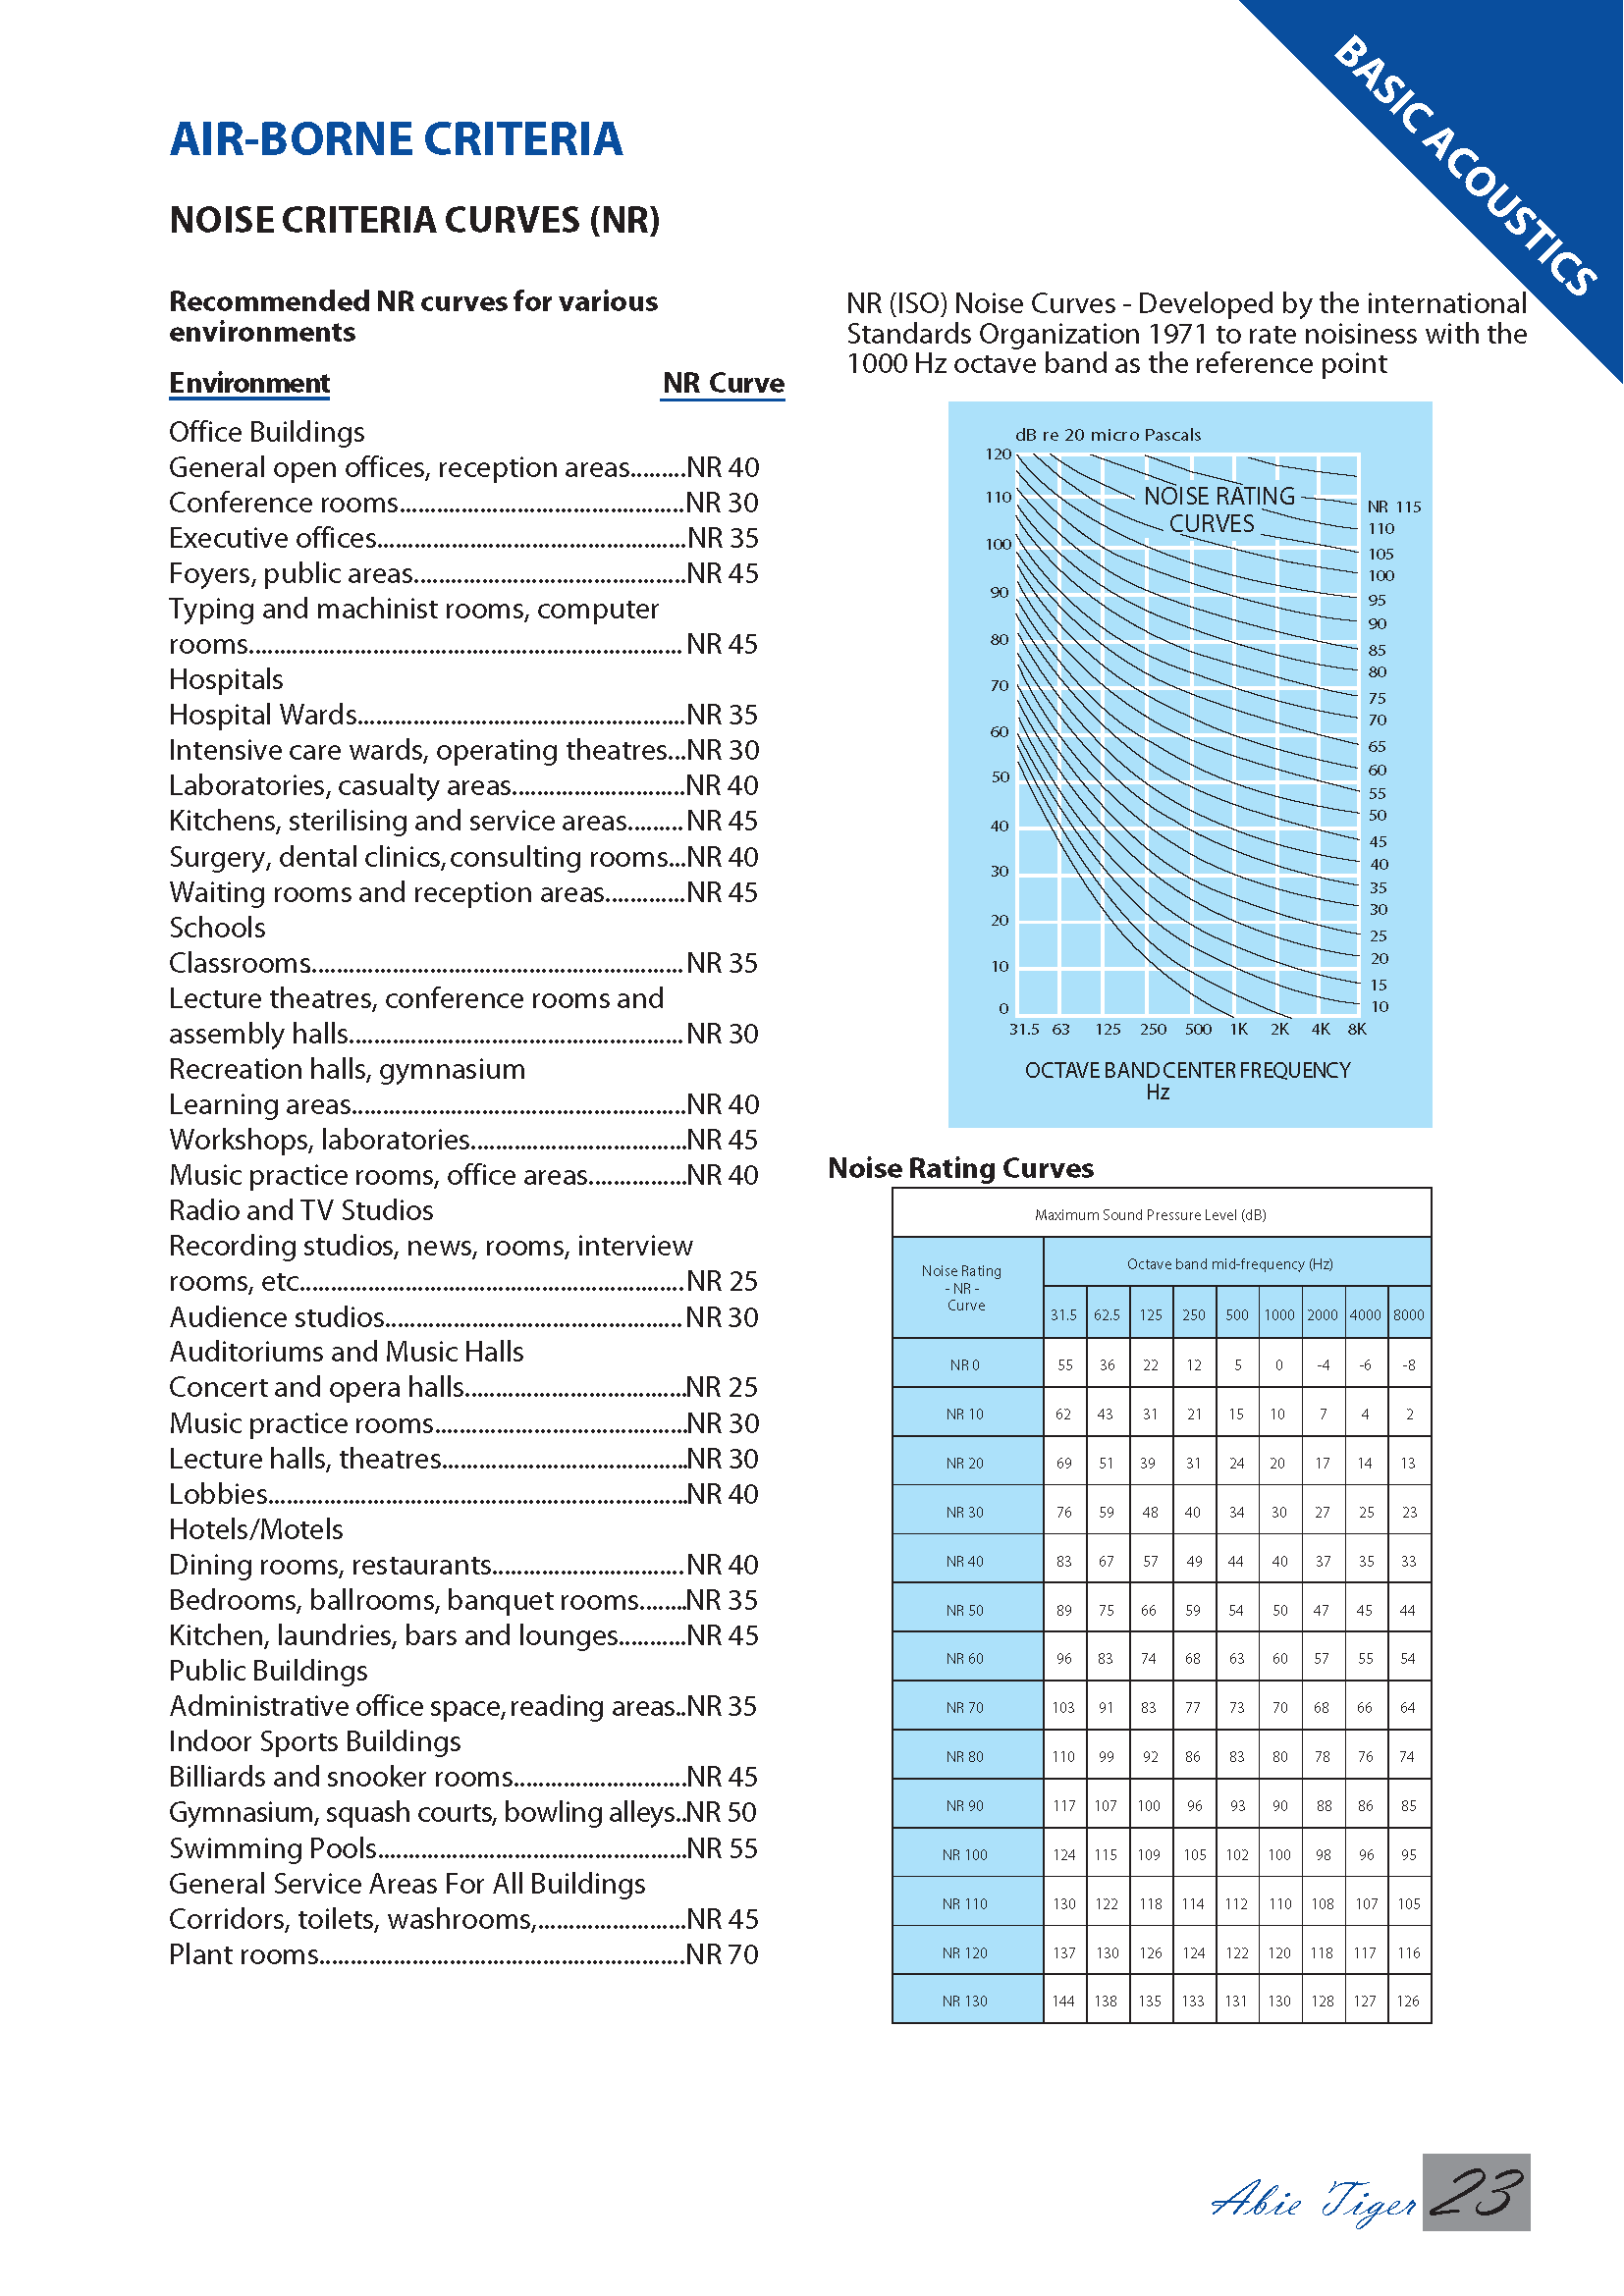 BASIC ACOUSTICS
AIR-BORNE CRITERIA
NOISE CRITERIA CURVES (NR)
Recommended NR curves for various
environments
Environment NR Curve
Office Buildings
General open offices, reception areas.........NR 40
Conference rooms..............................................NR 30
Executive offices..................................................NR 35
Foyers, public areas............................................NR 45
Typing and machinist rooms, computer
rooms...................................................................... NR 45
Hospitals
Hospital Wards.....................................................NR 35
Intensive care wards, operating theatres...NR 30
Laboratories, casualty areas............................NR 40
Kitchens, sterilising and service areas......... NR 45
Surgery, dental clinics, consulting rooms...NR 40
Waiting rooms and reception areas.............NR 45
Schools
Classrooms............................................................ NR 35
Lecture theatres, conference rooms and
assembly halls...................................................... NR 30
Recreation halls, gymnasium
Learning areas......................................................NR 40
Workshops, laboratories...................................NR 45
Music practice rooms, office areas................NR 40
Radio and TV Studios
Recording studios, news, rooms, interview
rooms, etc.............................................................. NR 25
Audience studios................................................ NR 30
Auditoriums and Music Halls
Concert and opera halls....................................NR 25
Music practice rooms.........................................NR 30
Lecture halls, theatres........................................NR 30
Lobbies....................................................................NR 40
Hotels/Motels
Dining rooms, restaurants............................... NR 40
Bedrooms, ballrooms, banquet rooms........NR 35
Kitchen, laundries, bars and lounges...........NR 45
Public Buildings
Administrative office space, reading areas..NR 35
Indoor Sports Buildings
Billiards and snooker rooms............................NR 45
Gymnasium, squash courts, bowling alleys..NR 50
Swimming Pools......................................................NR 55
General Service Areas For All Buildings
Corridors, toilets, washrooms,........................NR 45
Plant rooms...........................................................NR 70
NR (ISO) Noise Curves - Developed by the international
Standards Organization 1971 to rate noisiness with the
1000 Hz octave band as the reference point
dB re 20 micro Pascals
120
110
100
90
80
70
60
50
40
30
20
10
0
NOISE RATING
CURVES
NR 115
110
105
100
95
90
85
80
75
70
65
60
55
50
45
40
35
30
25
20
15
10
31.5 63 125 250 500 1K 2K 4K 8K
OCTAVE BAND CENTER FREQUENCY
Hz
Noise Rating Curves
Maximum Sound Pressure Level (dB)
Noise Rating
- NR -
Curve
Octave band mid-frequency (Hz)
31.5 62.5 125 250 500 1000 2000 4000 8000
NR 0 55 36 22 12 5 0 -4 -6 -8
NR 10 62 43 31 21 15 10 7 4 2
NR 20 69 51 39 31 24 20 17 14 13
NR 30 76 59 48 40 34 30 27 25 23
NR 40 83 67 57 49 44 40 37 35 33
NR 50 89 75 66 59 54 50 47 45 44
NR 60 96 83 74 68 63 60 57 55 54
NR 70 103 91 83 77 73 70 68 66 64
NR 80 110 99 92 86 83 80 78 76 74
NR 90 117 107 100 96 93 90 88 86 85
NR 100 124 115 109 105 102 100 98 96 95
NR 110 130 122 118 114 112 110 108 107 105
NR 120 137 130 126 124 122 120 118 117 116
NR 130 144 138 135 133 131 130 128 127 126
Abie Tiger 23